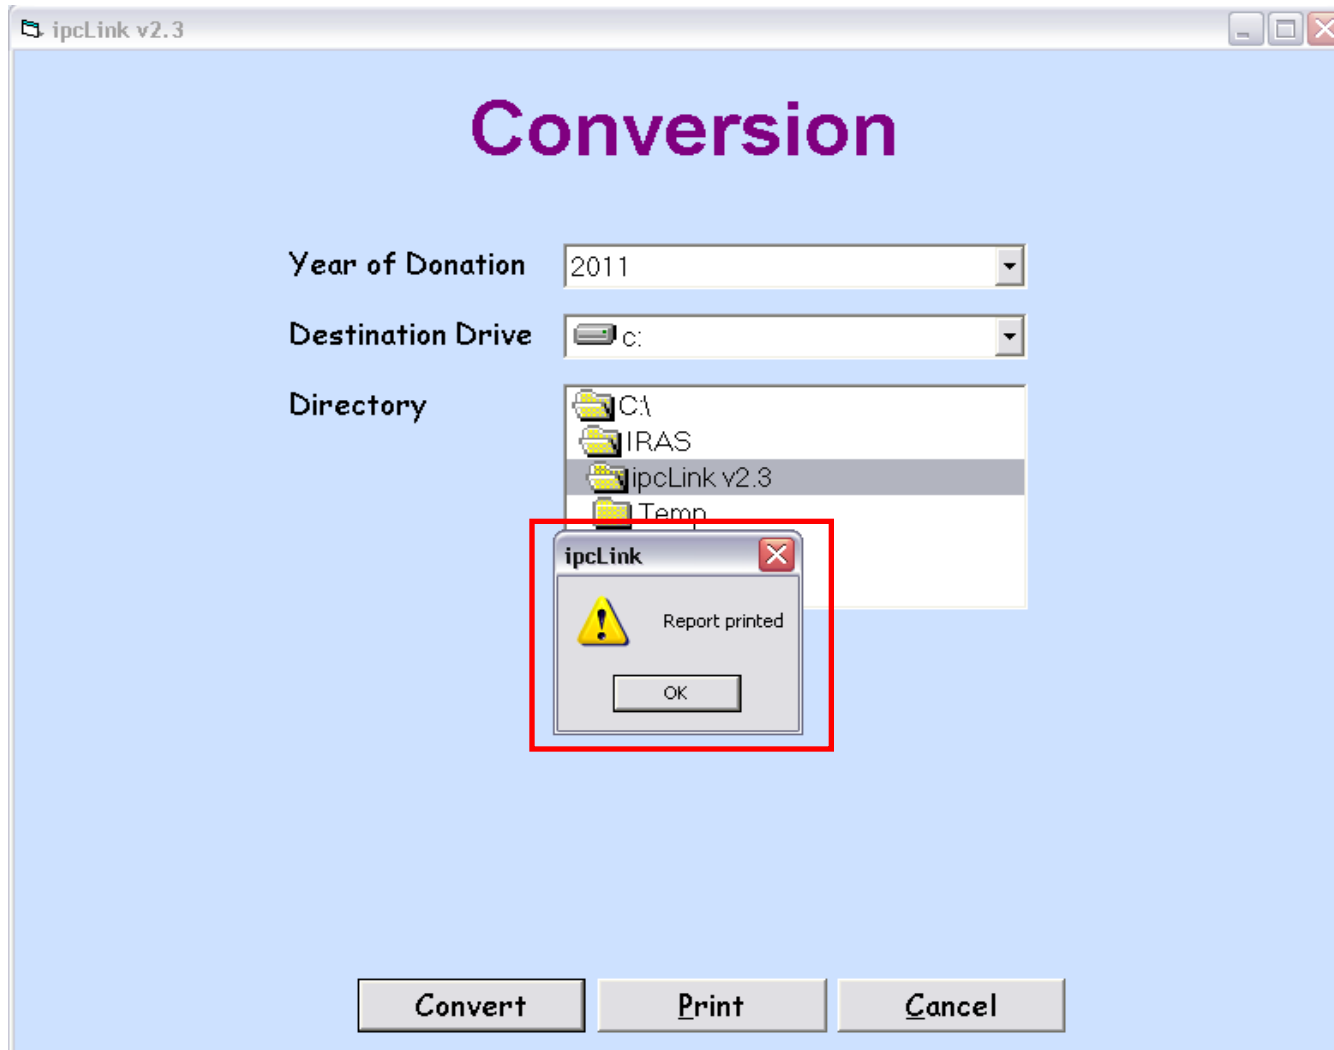 ipcLink v2.3
Conversion
Year of Donation
2011
Destination Drive
c:
Directory
C:\
IRAS
ipcLink v2.3
Temp
ipcLink
Report printed
OK
Convert
Print
Cancel